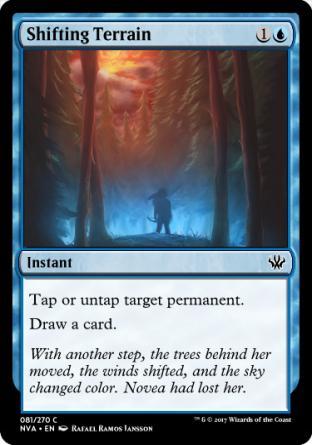 Shifting Terrain 1
Instant
Tap or untap target permanent.
Draw a card.
With another step, the trees behind her
moved, the winds shifted, and the sky
changed color. Novea had lost her.
081/270 C
NVA • EN Rafael Ramos Jansson
™ & © 2017 Wizards of the Coast